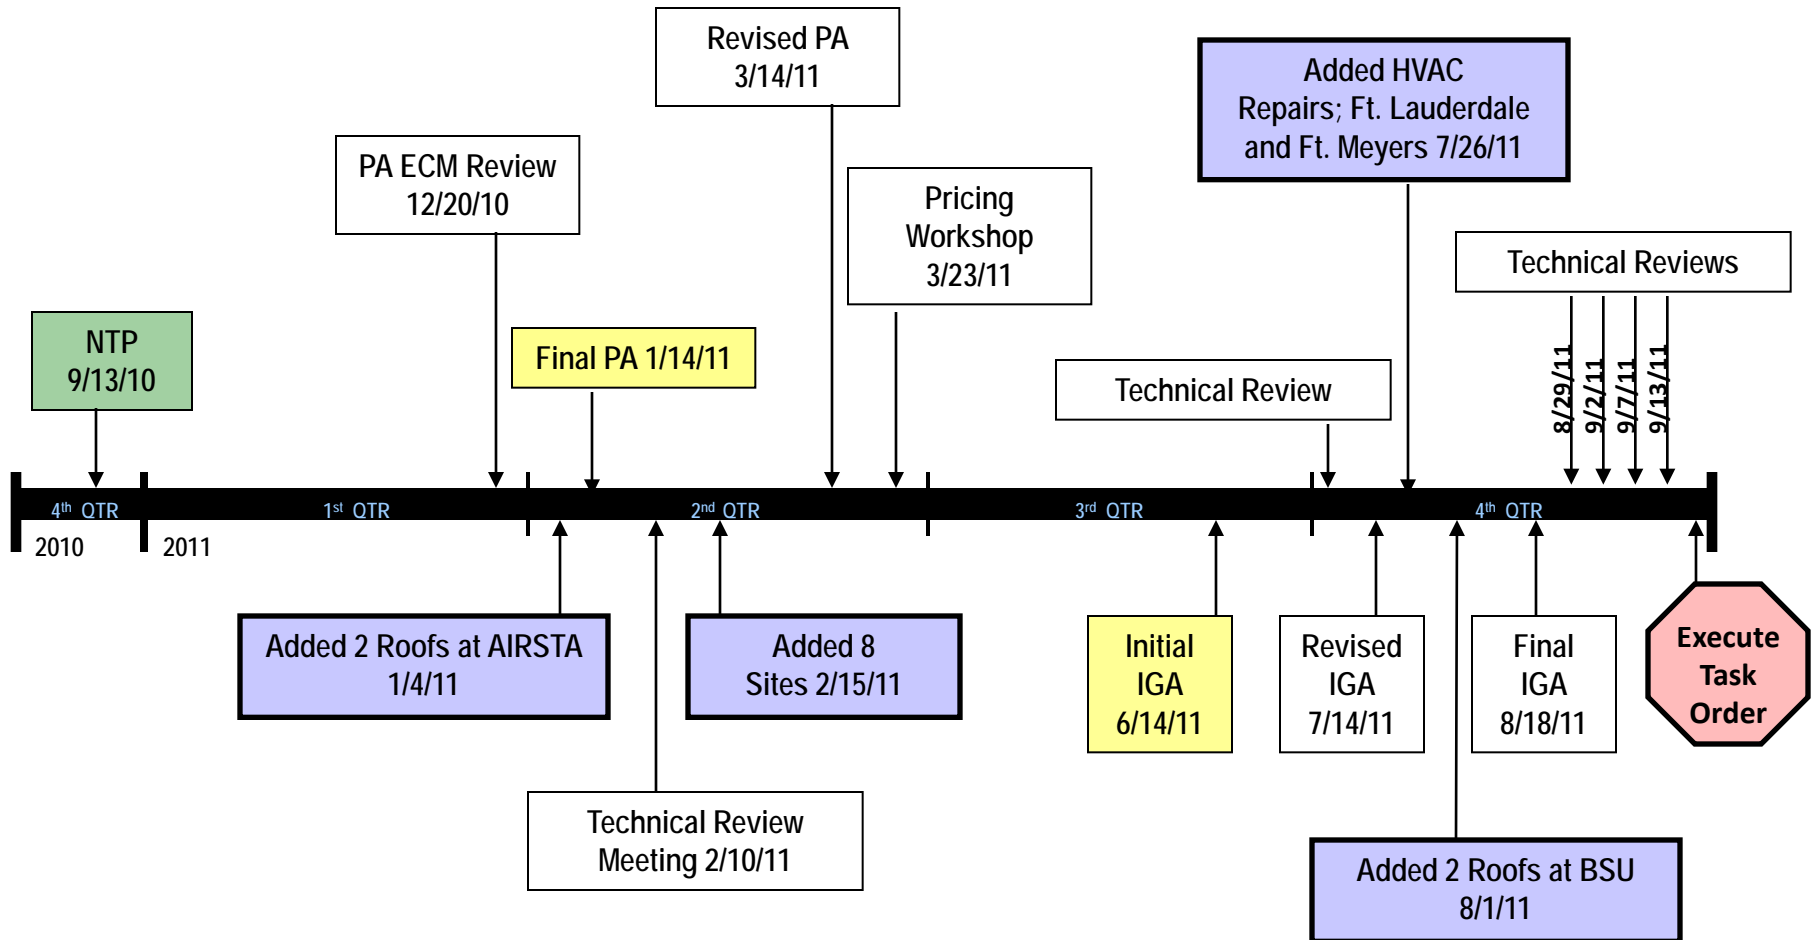 Revised PA
3/14/11
Added HVAC
Repairs; Ft. Lauderdale
and Ft. Meyers 7/26/11
PA ECM Review
12/20/10
Pricing
Workshop
3/23/11
Technical Reviews
NTP
9/13/10
Final PA 1/14/11
Technical Review
8/29/11
9/2/11
9/7/11
9/13/11
4th QTR
1st QTR
2nd QTR
3rd QTR
4th QTR
2010
2011
Added 2 Roofs at AIRSTA
1/4/11
Added 8
Sites 2/15/11
Initial
IGA
6/14/11
Revised
IGA
7/14/11
Final
IGA
8/18/11
Execute
Task
Order
Technical Review
Meeting 2/10/11
Added 2 Roofs at BSU
8/1/11